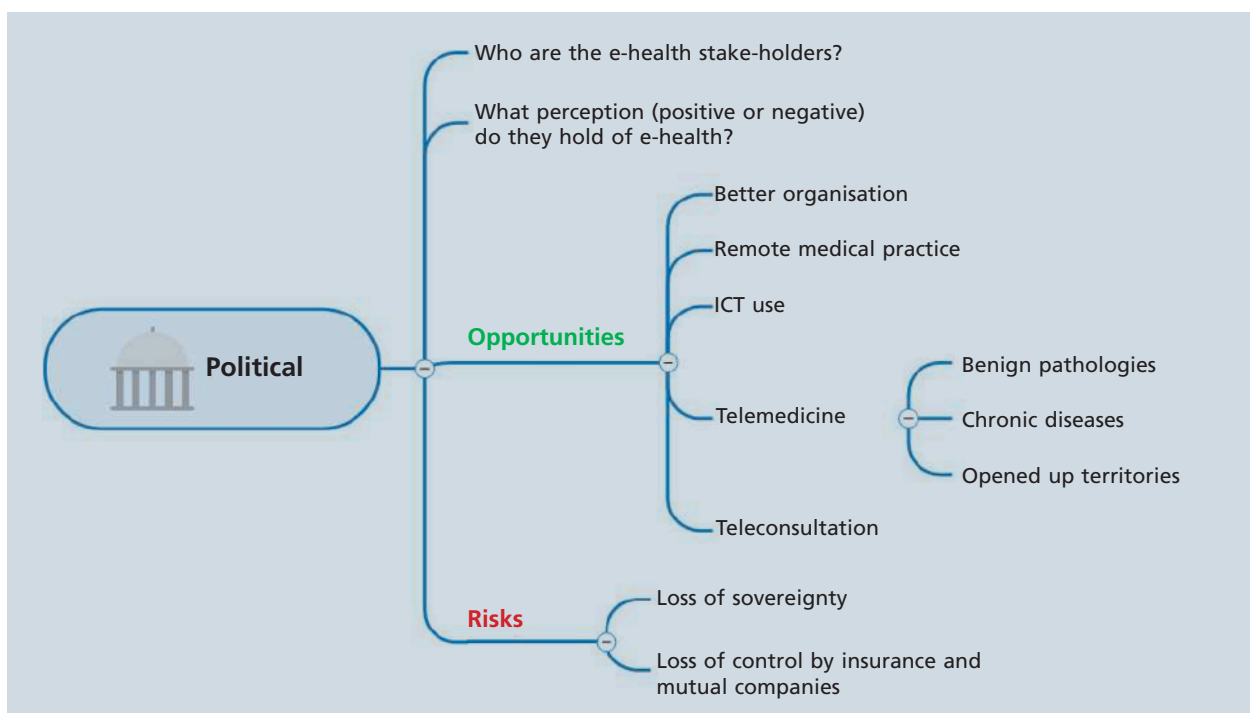 Who are the e-health stake-holders?
What perception (positive or negative)
do they hold of e-health?
Better organisation
Remote medical practice
ICT use
Opportunities
Political
Benign pathologies
Telemedicine
Chronic diseases
Opened up territories
Teleconsultation
Loss of sovereignty
Risks
Loss of control by insurance and
mutual companies